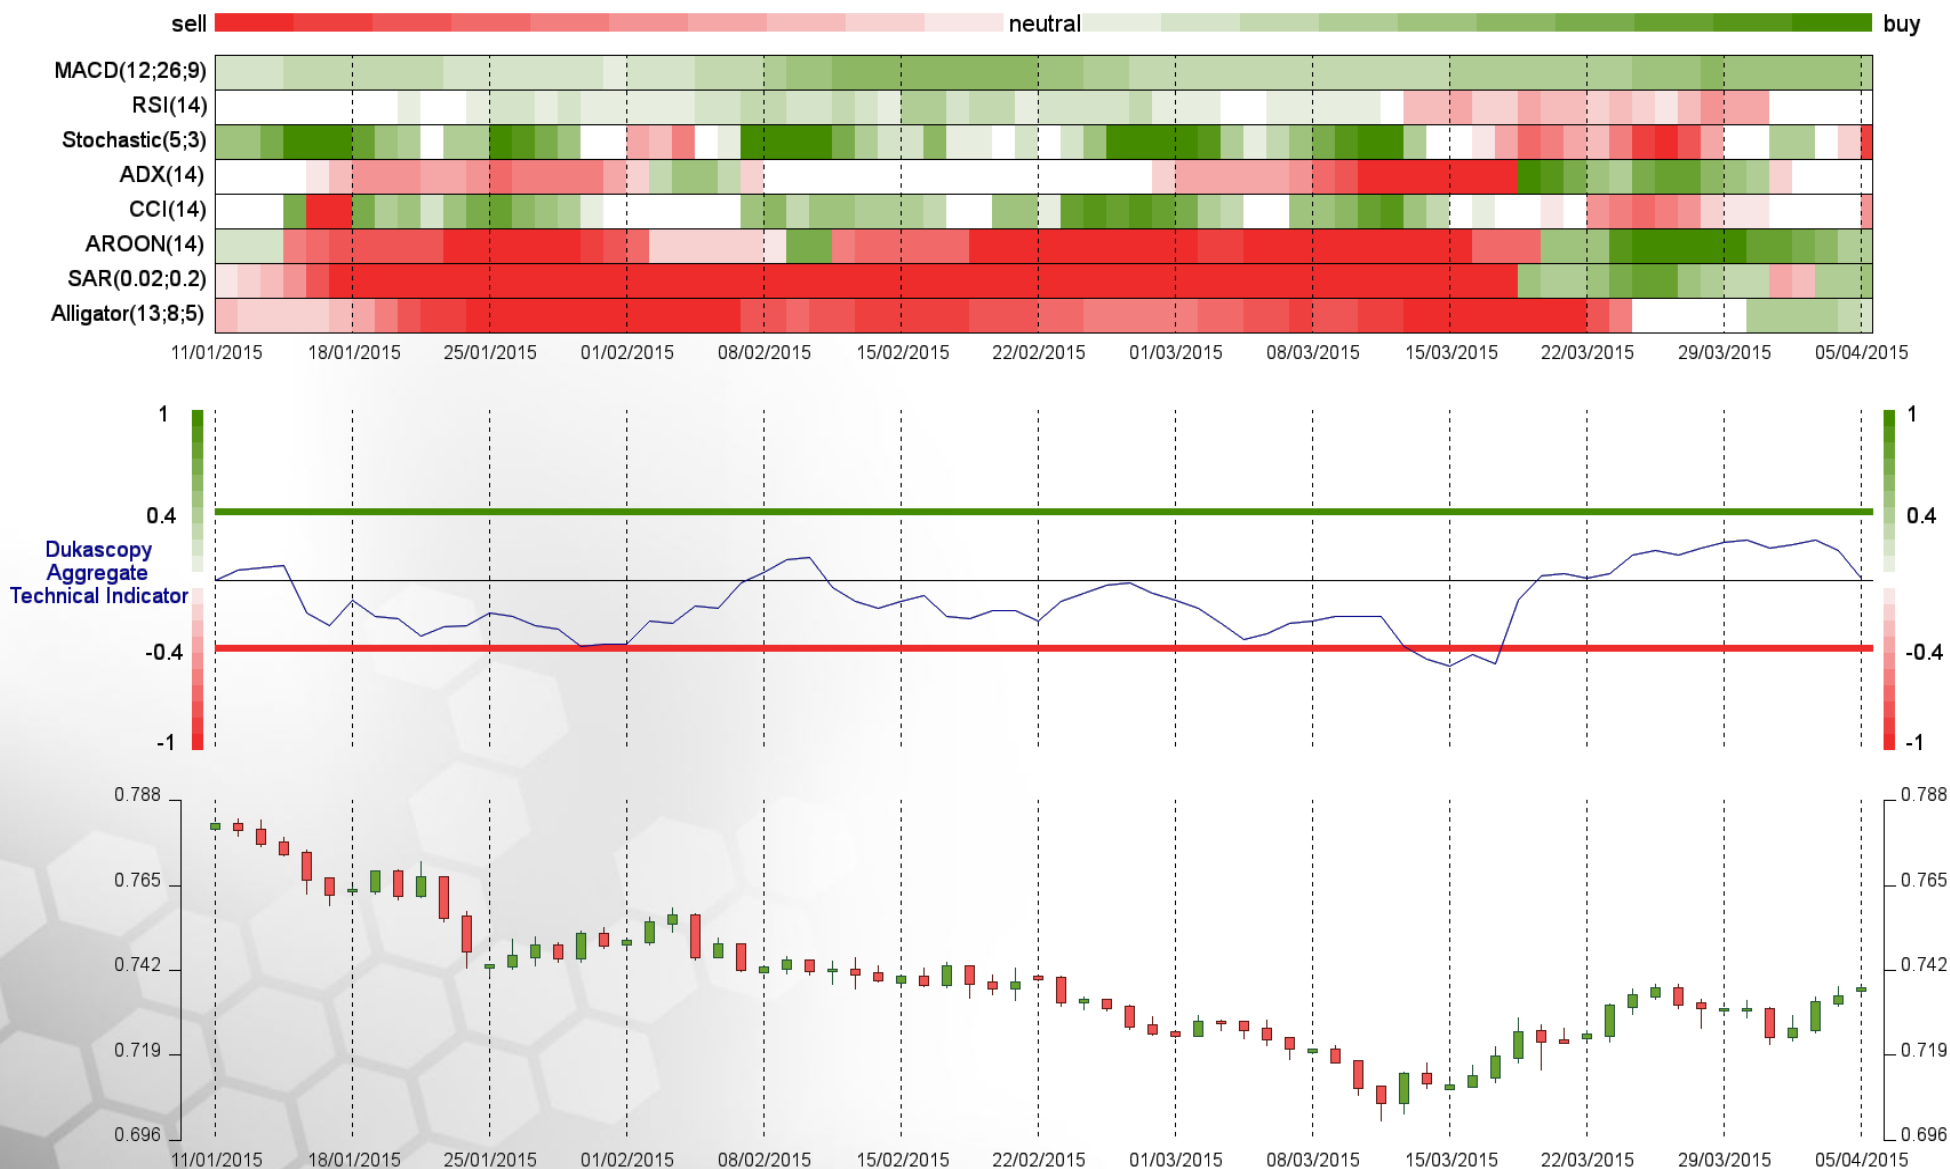 sell neutral buy
MACD(12;26;9)
RSI(14)
Stochastic(5;3)
ADX(14)
CCI(14)
AROON(14)
SAR(0.02;0.2)
Alligator(13;8;5)
11/01/2015 18/01/2015 25/01/2015 01/02/2015 08/02/2015 15/02/2015 22/02/2015 01/03/2015 08/03/2015 15/03/2015 22/03/2015 29/03/2015 05/04/2015
1 1
0.4 0.4
Dukascopy
Aggregate
Technical Indicator
-0.4 -0.4
-1 -1
0.788 0.788
0.765 0.765
0.742 0.742
0.719 0.719
0.696 0.696
11/01/2015 18/01/2015 25/01/2015 01/02/2015 08/02/2015 15/02/2015 22/02/2015 01/03/2015 08/03/2015 15/03/2015 22/03/2015 29/03/2015 05/04/2015